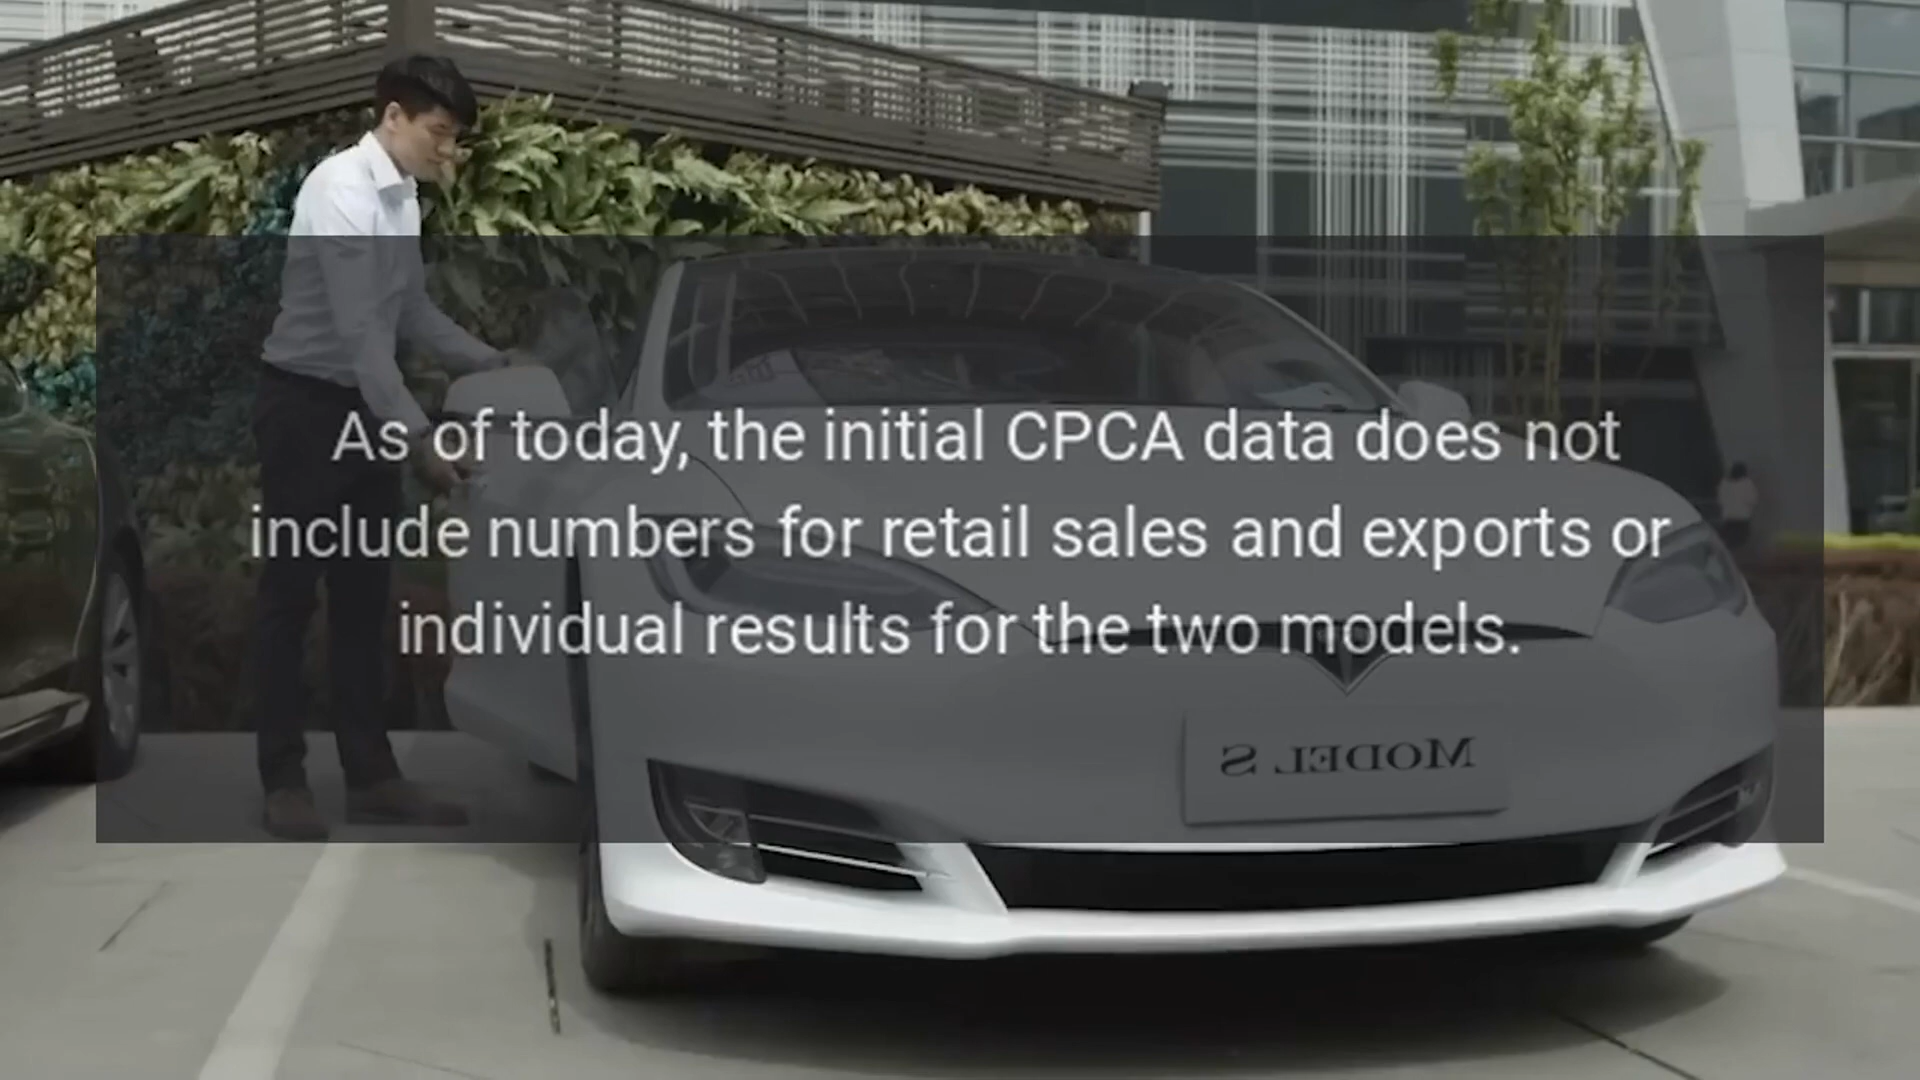 As of today, the initial CPCA data does not
include numbers for retail sales and exports or
individual results for the two models.
MODEL S